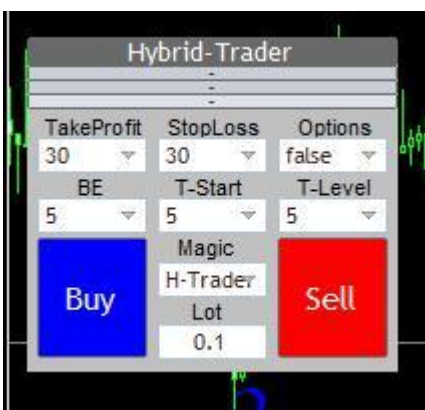 Hybrid-Trader
-
-
-
TakeProfit StopLoss Options
30 30 false
BE T-Start T-Level
5 5 5
Magic
H-Trader
Buy Sell
Lot
0.1